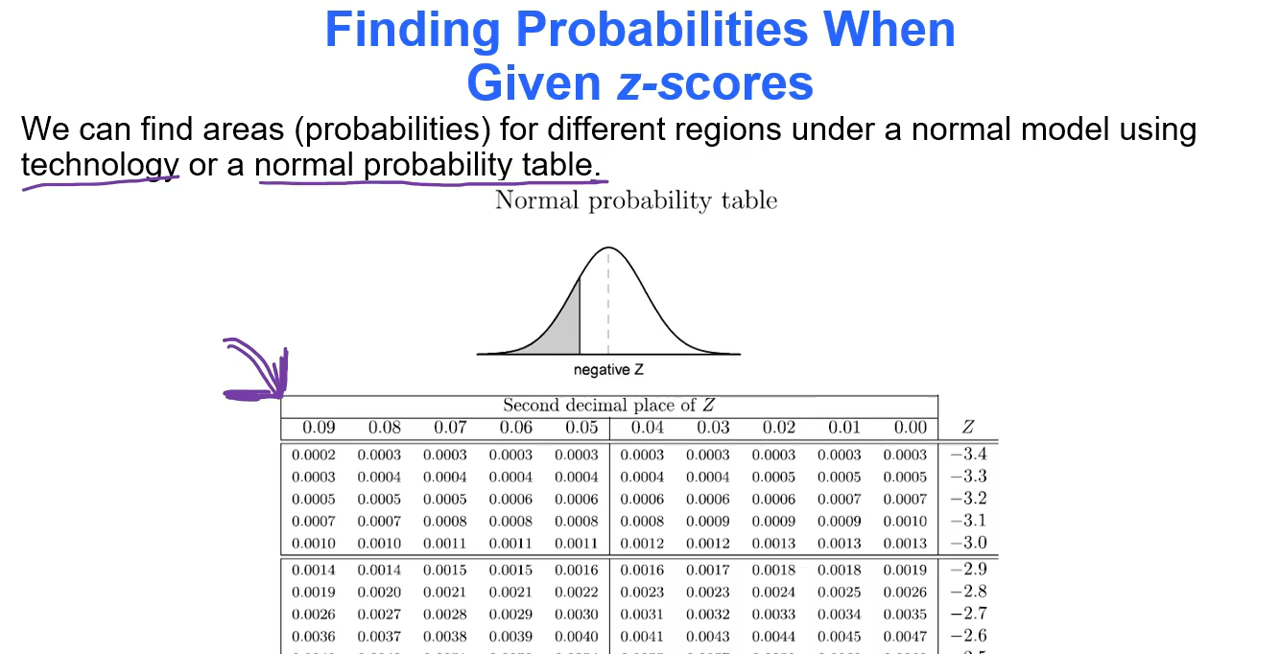 Finding Probabilities When
Given z-scores
We can find areas (probabilities) for different regions under a normal model using
technology or a normal probability table.
Normal probability table
negative Z
Second decimal place of Z
0.09 0.08 0.07 0.06 0.05 0.04 0.03 0.02 0.01 0.00 Z
0.0002 0.0003 0.0003 0.0003 0.0003 0.0003 0.0003 0.0003 0.0003 0.0003 −3.4
0.0003 0.0004 0.0004 0.0004 0.0004 0.0004 0.0004 0.0005 0.0005 0.0005 −3.3
0.0005 0.0005 0.0005 0.0006 0.0006 0.0006 0.0006 0.0006 0.0007 0.0007 −3.2
0.0007 0.0007 0.0008 0.0008 0.0008 0.0008 0.0009 0.0009 0.0009 0.0010 −3.1
0.0010 0.0010 0.0011 0.0011 0.0011 0.0012 0.0012 0.0013 0.0013 0.0013 −3.0
0.0014 0.0014 0.0015 0.0015 0.0016 0.0016 0.0017 0.0018 0.0018 0.0019 −2.9
0.0019 0.0020 0.0021 0.0021 0.0022 0.0023 0.0023 0.0024 0.0025 0.0026 −2.8
0.0026 0.0027 0.0028 0.0029 0.0030 0.0031 0.0032 0.0033 0.0034 0.0035 −2.7
0.0036 0.0037 0.0038 0.0039 0.0040 0.0041 0.0043 0.0044 0.0045 0.0047 −2.6